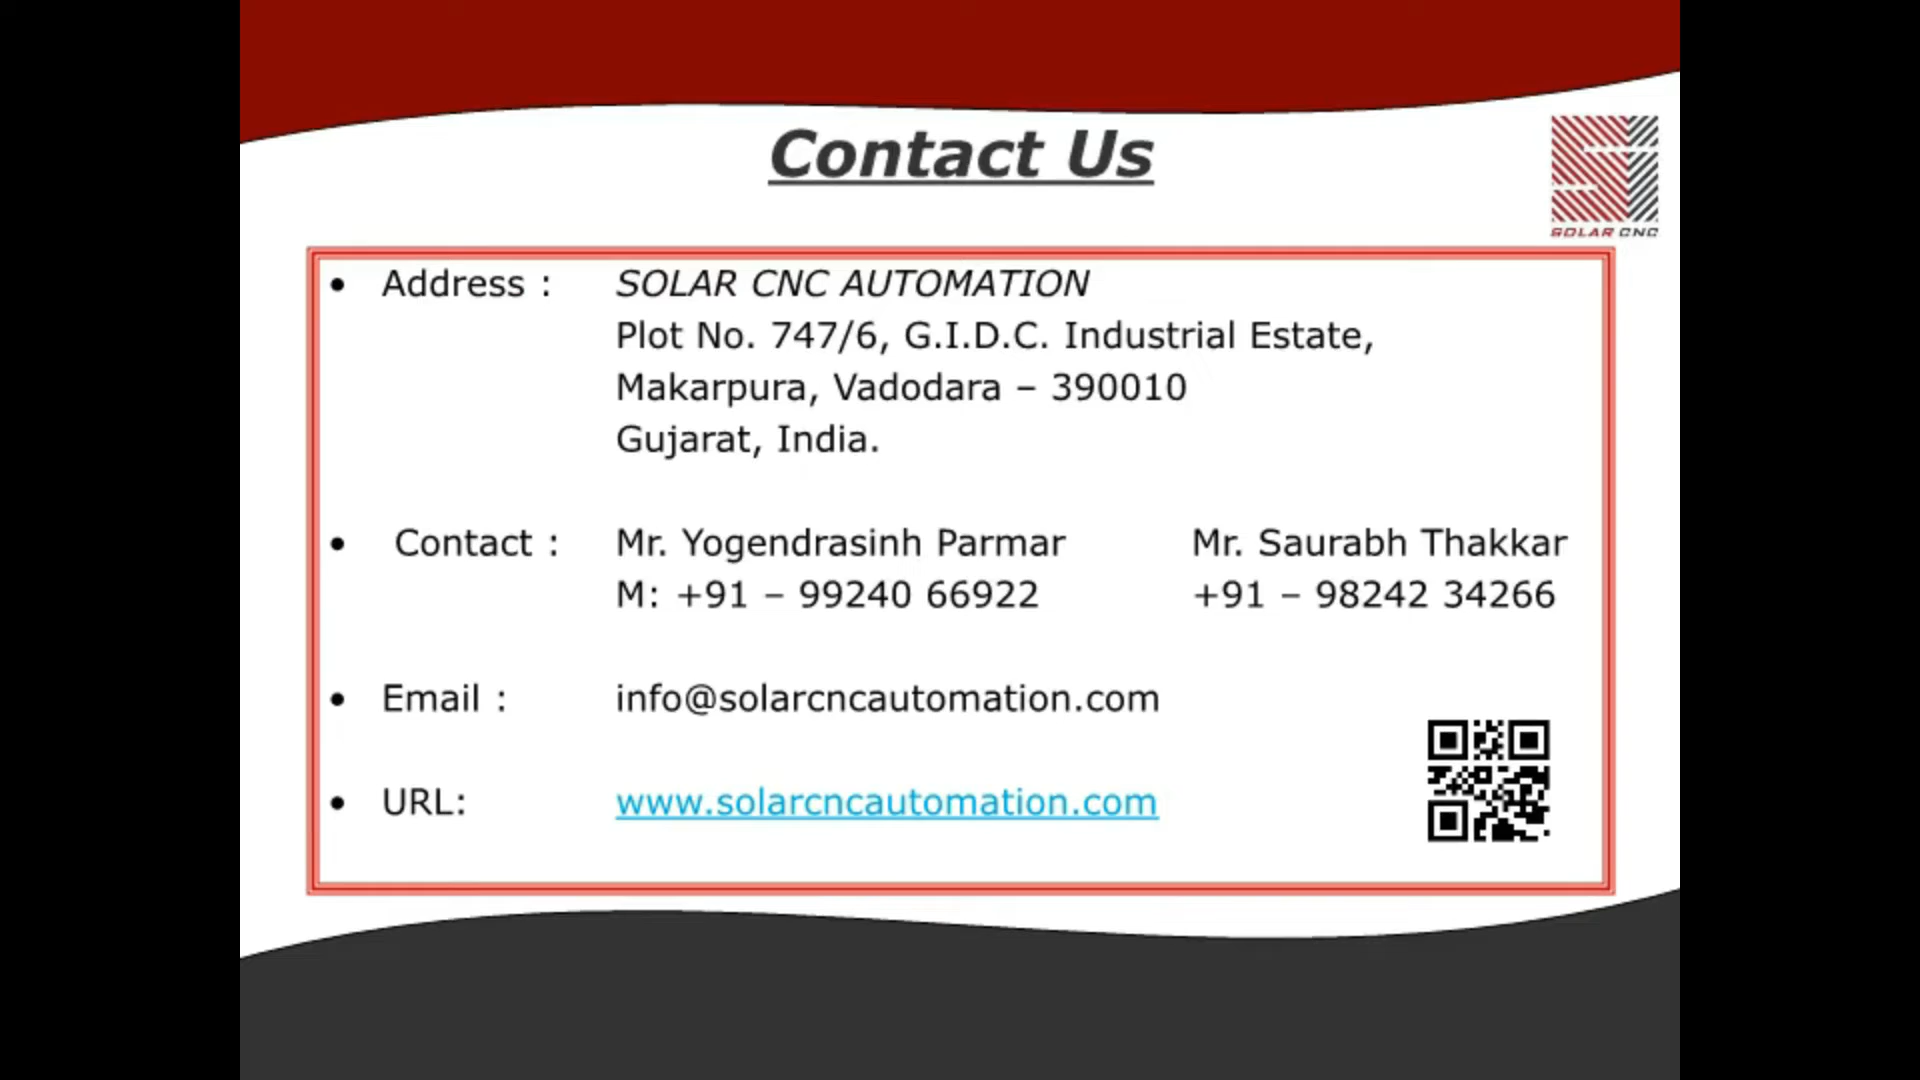 Contact Us
SOLAR CNC
• Address : SOLAR CNC AUTOMATION
Plot No. 747/6, G.I.D.C. Industrial Estate,
Makarpura, Vadodara – 390010
Gujarat, India.
• Contact : Mr. Yogendrasinh Parmar Mr. Saurabh Thakkar
M: +91 – 99240 66922 +91 – 98242 34266
• Email : info@solarcncautomation.com
• URL: www.solarcncautomation.com